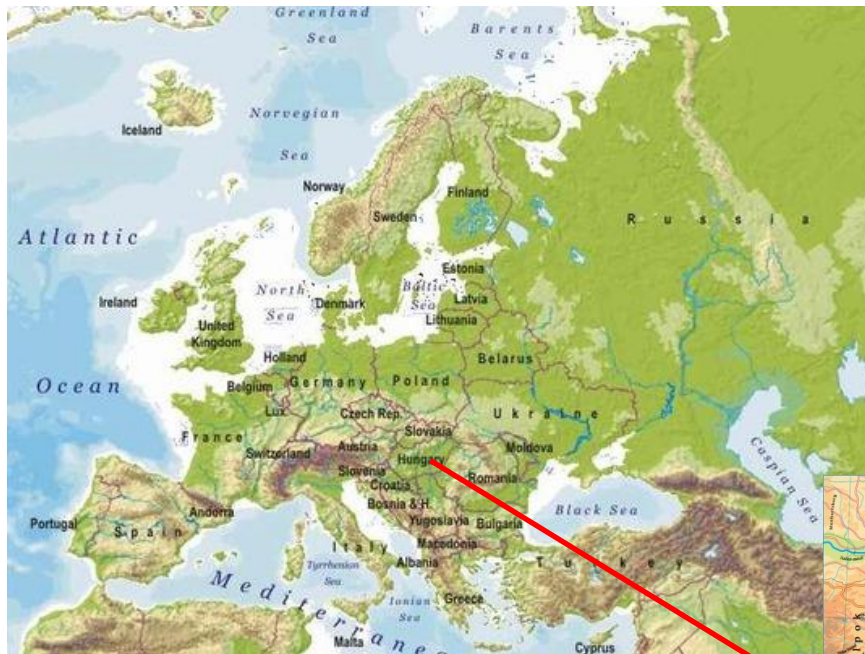 Greenland
Sea
Barents
Sea
Iceland
Norwegian
Sea
Norway
Finland
Sweden
Russia
Atlantic
Estonia
Ireland
North
Sea
Denmark
Baltic
Sea
Latvia
United
Kingdom
Lithuania
Holland
Belarus
Belgium
Germany
Poland
Ocean
Lux
Czech Rep.
Ukraine
France
Slovakia
Switzerland
Austria
Moldova
Hungary
Slovenia
Romania
Croatia
Caspian Sea
Andorra
Bosnia & H.
Black Sea
Portugal
Spain
Yugoslavia
Bulgaria
Italy
Macedonia
Albania
Turkey
Tyrrhenian
Sea
Mediterrane
Ionian
Sea
Greece
Malta
Cyprus